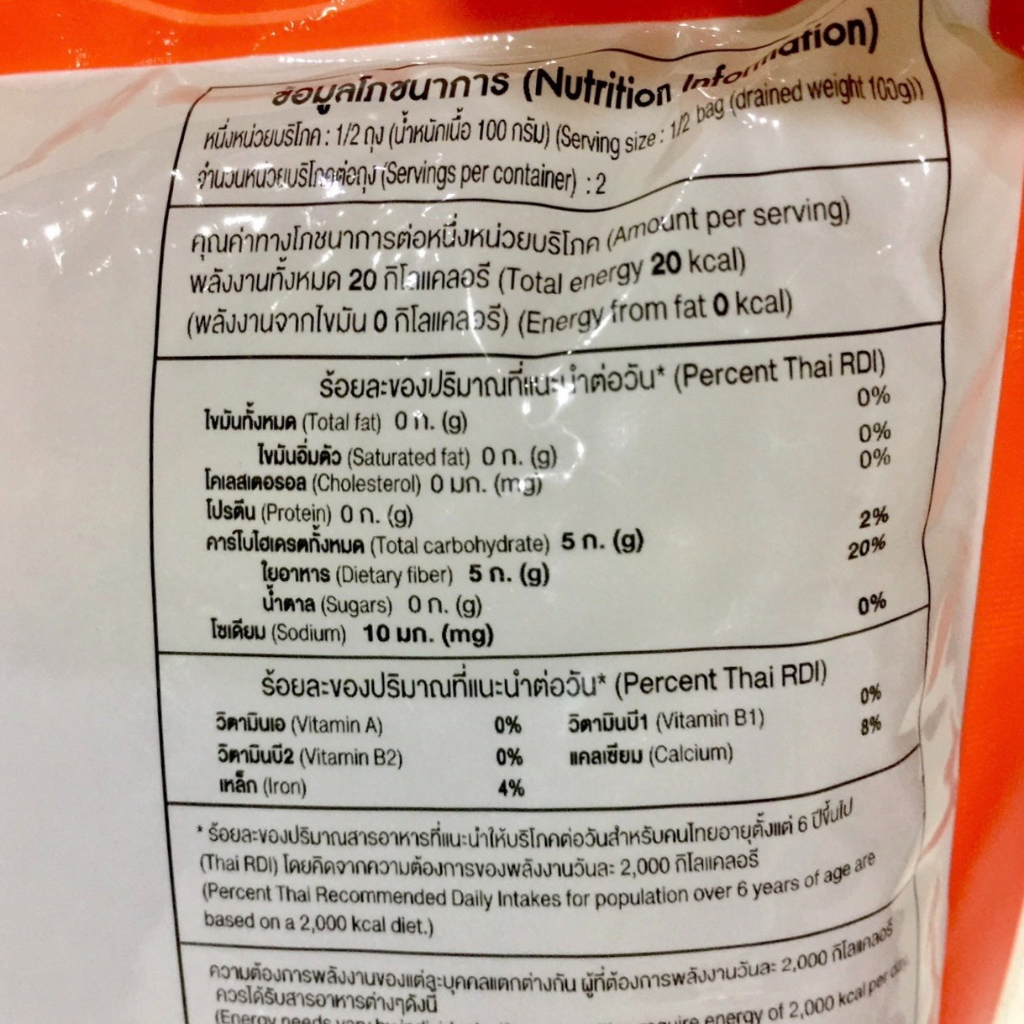 ข้อมูลโภชนาการ (Nutrition Information)
หนึ่งหน่วยบริโภค : 1/2 ถุง (น้ำหนักเนื้อ 100 กรัม) (Serving size : 1/2 bag (drained weight 100g))
จำนวนหน่วยบริโภคต่อถุง (Servings per container) : 2
คุณค่าทางโภชนาการต่อหนึ่งหน่วยบริโภค (Amount per serving)
พลังงานทั้งหมด 20 กิโลแคลอรี (Total energy 20 kcal)
(พลังงานจากไขมัน 0 กิโลแคลอรี) (Energy from fat 0 kcal)
ร้อยละของปริมาณที่แนะนำต่อวัน* (Percent Thai RDI)
ไขมันทั้งหมด (Total fat) 0 ก. (g) 0%
ไขมันอิ่มตัว (Saturated fat) 0 ก. (g) 0%
โคเลสเตอรอล (Cholesterol) 0 มก. (mg) 0%
โปรตีน (Protein) 0 ก. (g)
คาร์โบไฮเดรตทั้งหมด (Total carbohydrate) 5 ก. (g) 2%
ใยอาหาร (Dietary fiber) 5 ก. (g) 20%
น้ำตาล (Sugars) 0 ก. (g)
โซเดียม (Sodium) 10 มก. (mg) 0%
ร้อยละของปริมาณที่แนะนำต่อวัน* (Percent Thai RDI)
วิตามินเอ (Vitamin A) 0% วิตามินบี1 (Vitamin B1) 0%
วิตามินบี2 (Vitamin B2) 0% แคลเซียม (Calcium) 8%
เหล็ก (Iron) 4%
* ร้อยละของปริมาณสารอาหารที่แนะนำให้บริโภคต่อวันสำหรับคนไทยอายุตั้งแต่ 6 ปีขึ้นไป
(Thai RDI) โดยคิดจากความต้องการของพลังงานวันละ 2,000 กิโลแคลอรี
(Percent Thai Recommended Daily Intakes for population over 6 years of age are
based on a 2,000 kcal diet.)
ความต้องการพลังงานของแต่ละบุคคลแตกต่างกัน ผู้ที่ต้องการพลังงานวันละ 2,000 กิโลแคลอรี
ควรได้รับสารอาหารต่างๆดังนี้
(Energy needs vary energy of 2,000 kcal per